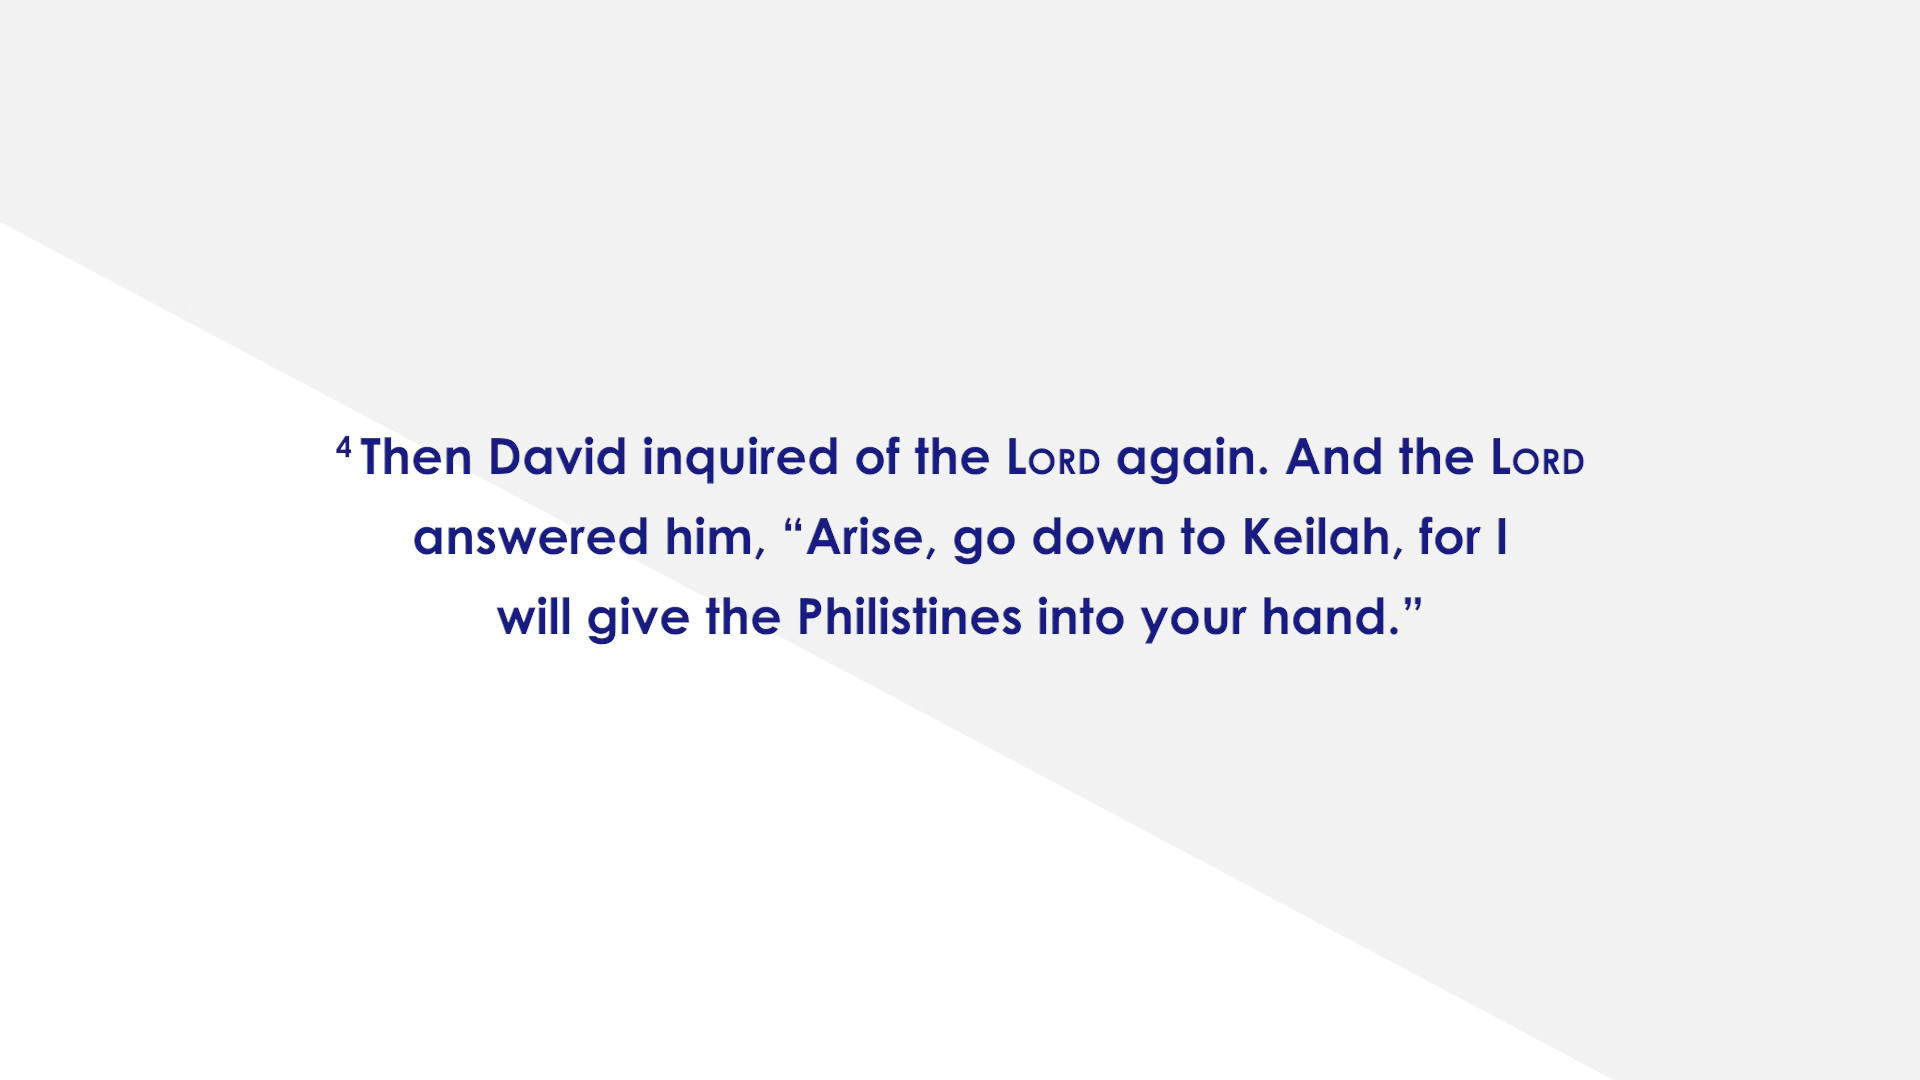 4 Then David inquired of the LORD again. And the LORD
answered him, “Arise, go down to Keilah, for I
will give the Philistines into your hand.”